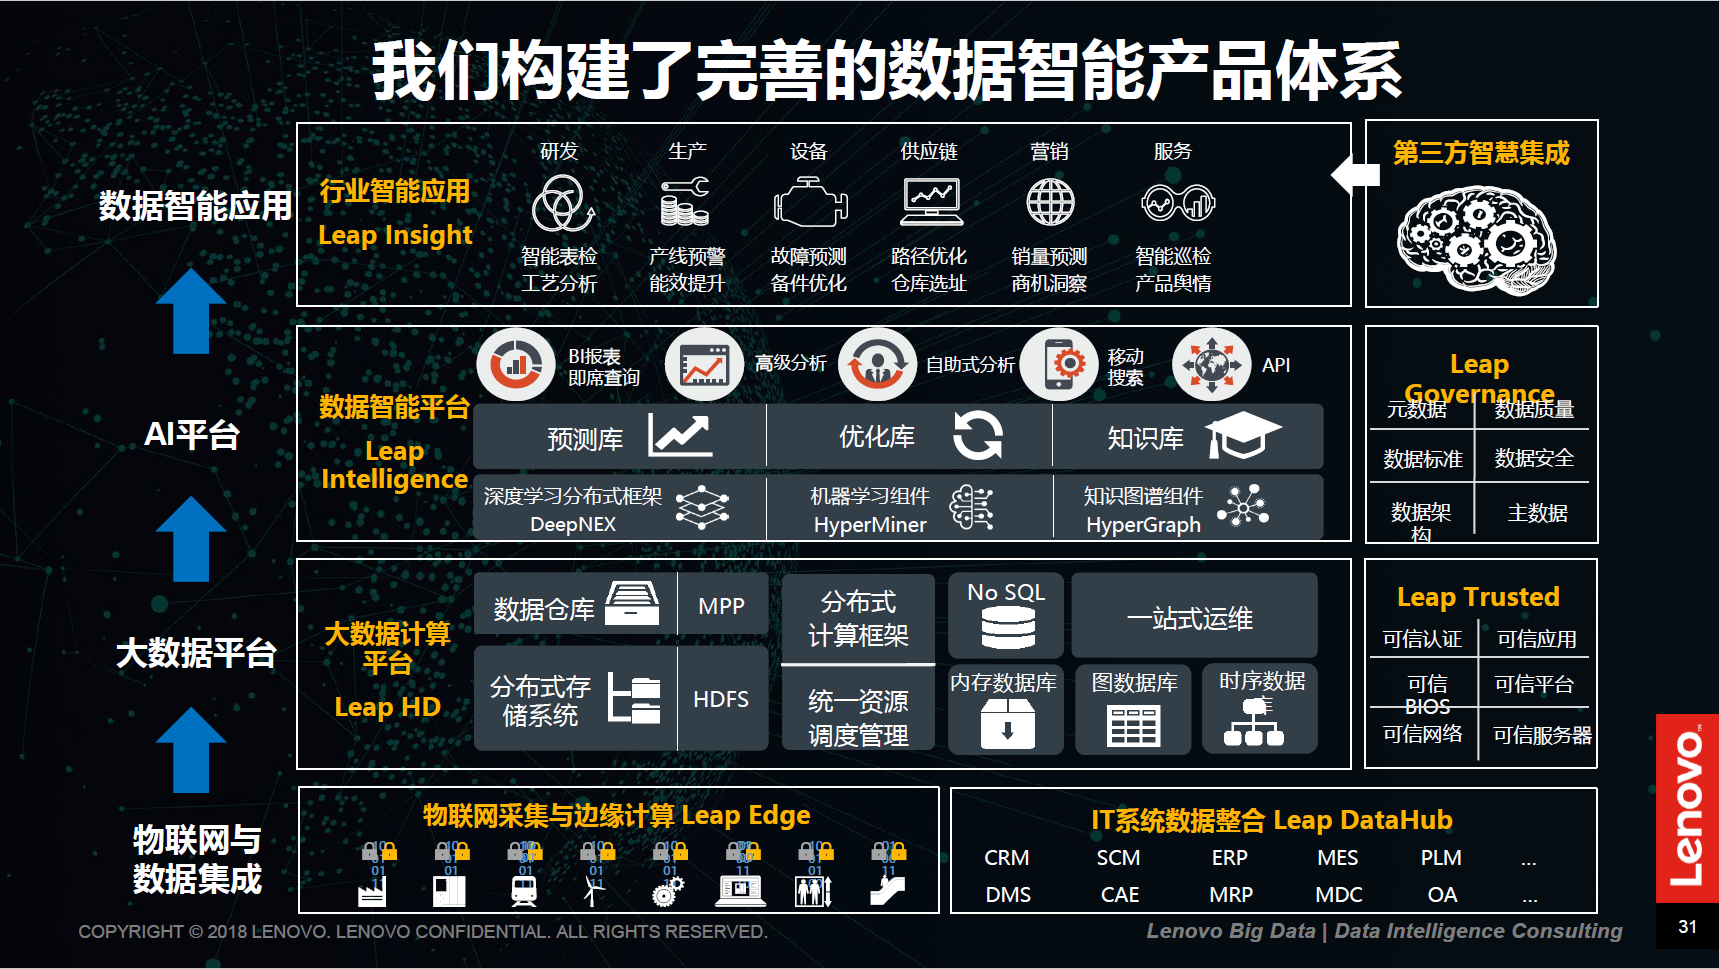 我们构建了完善的数据智能产品体系
数据智能应用
行业智能应用
Leap Insight
研发
生产
设备
供应链
营销
服务
智能表检
工艺分析
产线预警
能效提升
故障预测
备件优化
路径优化
仓库选址
销量预测
商机洞察
智能巡检
产品舆情
第三方智慧集成
AI平台
数据智能平台
Leap
Intelligence
BI报表
即席查询
高级分析
自助式分析
移动
搜索
API
预测库
优化库
知识库
深度学习分布式框架
DeepNEX
机器学习组件
HyperMiner
知识图谱组件
HyperGraph
Leap
Governance
元数据
数据质量
数据标准
数据安全
数据架
构
主数据
大数据平台
大数据计算
平台
Leap HD
数据仓库
MPP
分布式存
储系统
HDFS
分布式
计算框架
统一资源
调度管理
No SQL
一站式运维
内存数据库
图数据库
时序数据
库
Leap Trusted
可信认证
可信应用
可信
BIOS
可信平台
可信网络
可信服务器
物联网与
数据集成
物联网采集与边缘计算 Leap Edge
IT系统数据整合 Leap DataHub
CRM
SCM
ERP
MES
PLM
...
DMS
CAE
MRP
MDC
OA
...
Lenovo™
COPYRIGHT © 2018 LENOVO. LENOVO CONFIDENTIAL. ALL RIGHTS RESERVED.
Lenovo Big Data | Data Intelligence Consulting
31